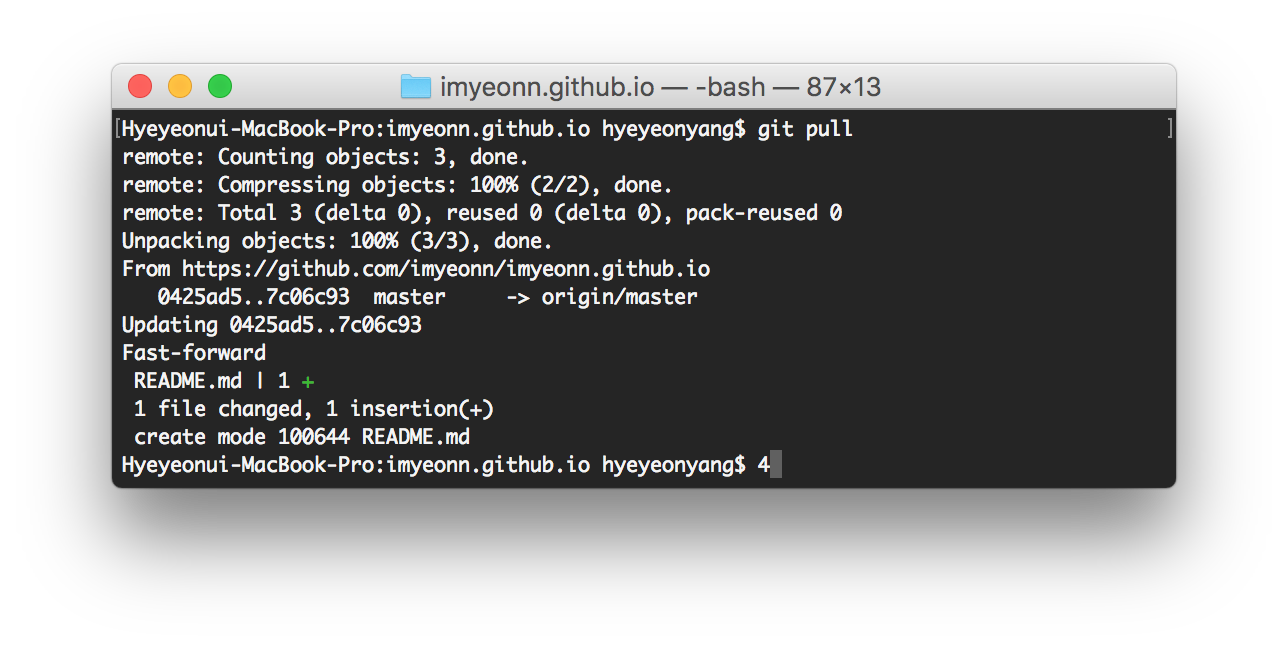 imyeonn.github.io — -bash — 87×13
[Hyeyeonui-MacBook-Pro:imyeonn.github.io hyeyeonyang$ git pull ]
remote: Counting objects: 3, done.
remote: Compressing objects: 100% (2/2), done.
remote: Total 3 (delta 0), reused 0 (delta 0), pack-reused 0
Unpacking objects: 100% (3/3), done.
From https://github.com/imyeonn/imyeonn.github.io
   0425ad5..7c06c93  master     -> origin/master
Updating 0425ad5..7c06c93
Fast-forward
 README.md | 1 +
 1 file changed, 1 insertion(+)
 create mode 100644 README.md
Hyeyeonui-MacBook-Pro:imyeonn.github.io hyeyeonyang$ 4